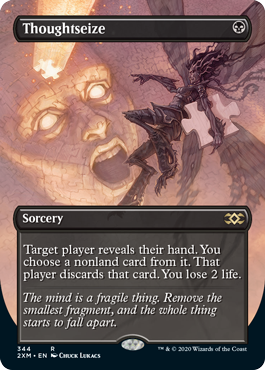 Thoughtseize
Sorcery
Target player reveals their hand. You
choose a nonland card from it. That
player discards that card. You lose 2 life.
The mind is a fragile thing. Remove the
smallest fragment, and the whole thing
starts to fall apart.
344 R
2XM • EN Chuck Lukacs
™ & © 2020 Wizards of the Coast